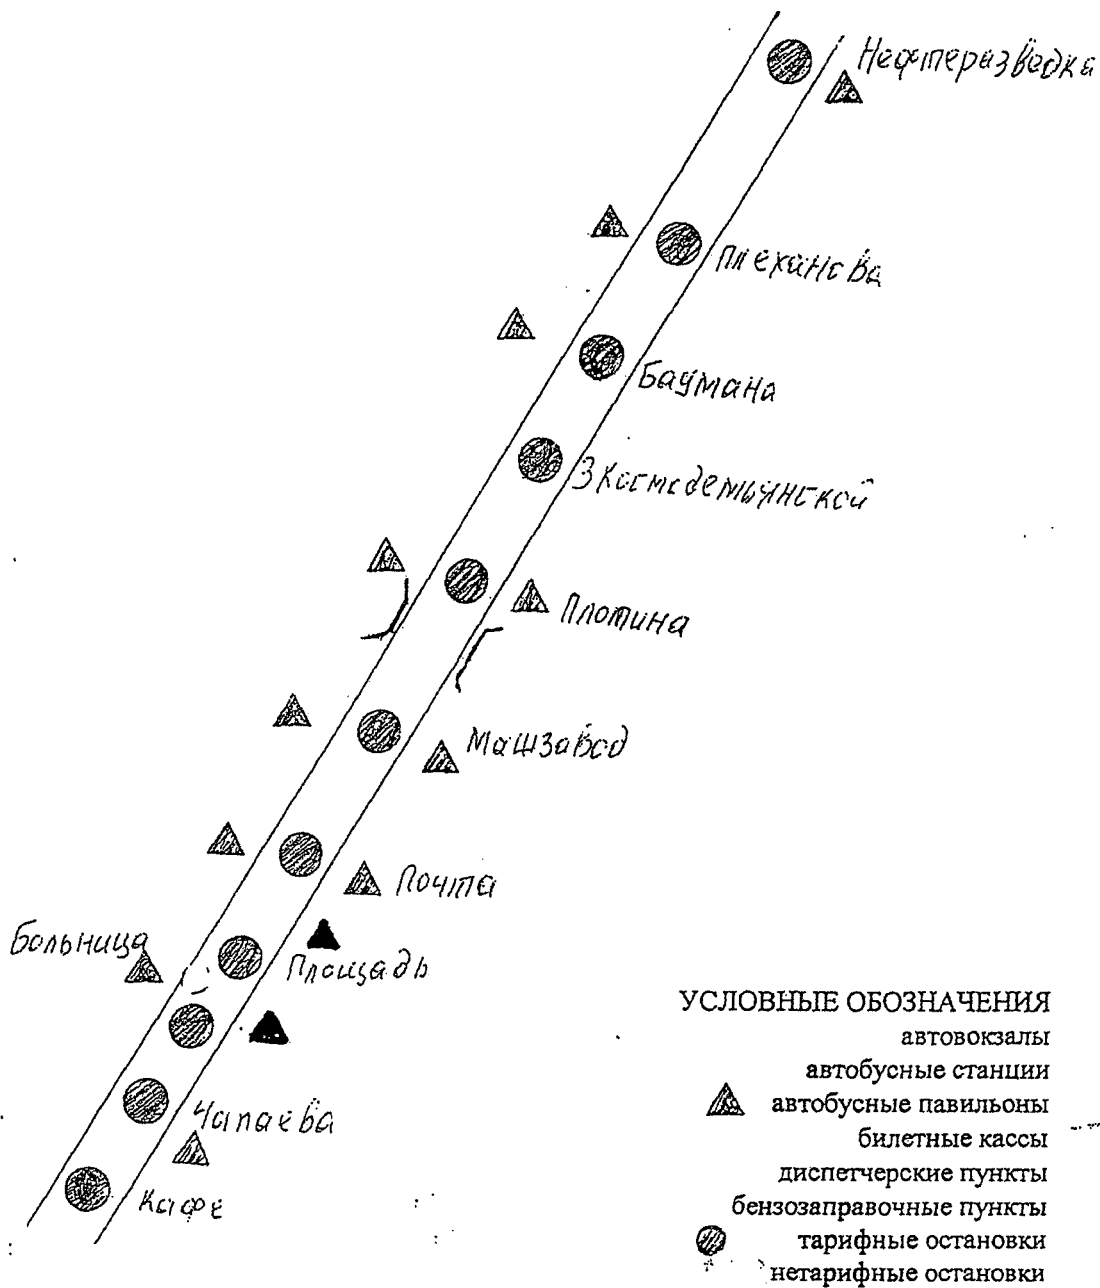 Нефтеразведка
Плеханова
Баумана
З Космодемьянской
Плотина
Машзавод
Почта
Больница
Площадь
Чапаева
Кафе
УСЛОВНЫЕ ОБОЗНАЧЕНИЯ
автовокзалы
автобусные станции
автобусные павильоны
билетные кассы
диспетчерские пункты
бензозаправочные пункты
тарифные остановки
нетарифные остановки